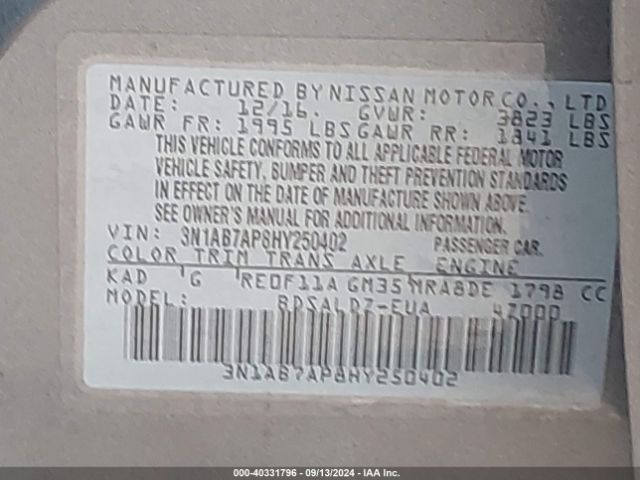 MANUFACTURED BY NISSAN MOTOR CO., LTD
DATE: 12/16. GVWR: 3823 LBS
GAWR FR: 1995 LBS GAWR RR: 1841 LBS
THIS VEHICLE CONFORMS TO ALL APPLICABLE FEDERAL MOTOR
VEHICLE SAFETY, BUMPER AND THEFT PREVENTION STANDARDS
IN EFFECT ON THE DATE OF MANUFACTURE SHOWN ABOVE.
SEE OWNER'S MANUAL FOR ADDITIONAL INFORMATION.
VIN: 3N1AB7AP8HY250402 PASSENGER CAR.
COLOR TRIM TRANS AXLE ENGINE
KAD G RE0F11A GM35 MRA8DE 1798 CC
MODEL: BDSALDZ-EUA 4Z000
3N1AB7AP8HY250402
000-40331796 - 09/13/2024 - IAA Inc.